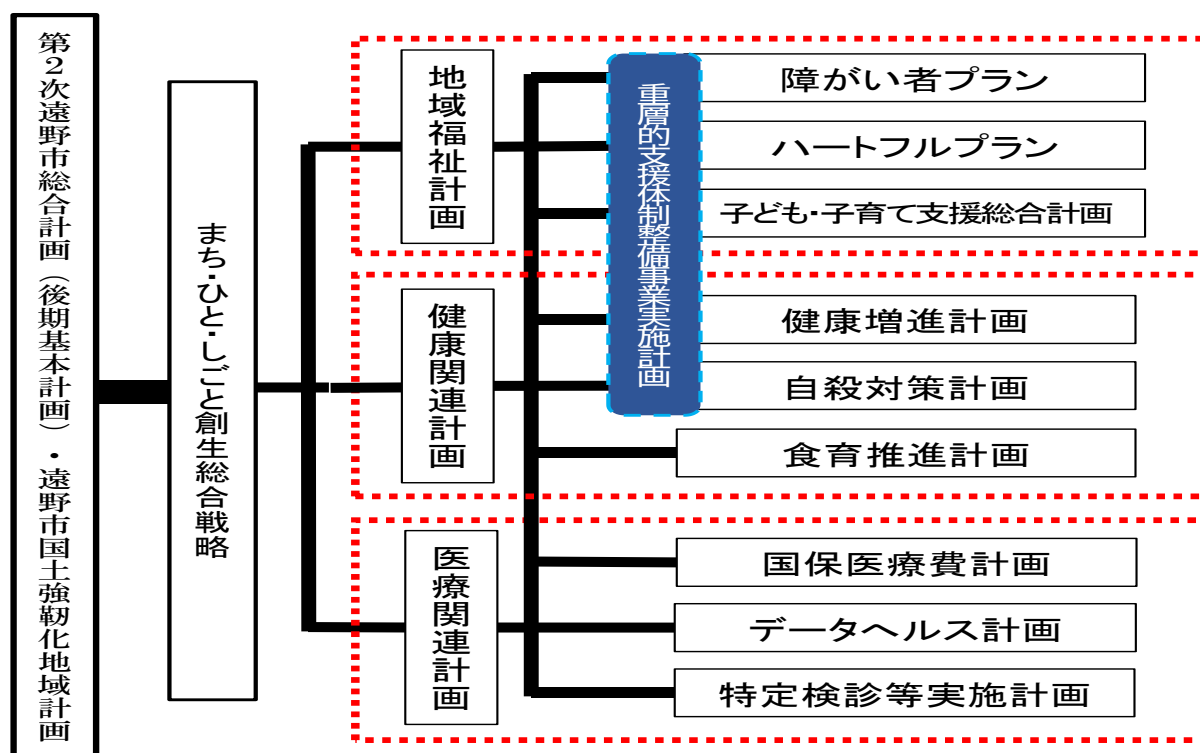 第２次遠野市総合計画（後期基本計画）・遠野市国土強靭化地域計画
まち・ひと・しごと創生総合戦略
地域福祉計画
重層的支援体制整備事業実施計画
障がい者プラン
ハートフルプラン
子ども・子育て支援総合計画
健康関連計画
健康増進計画
自殺対策計画
食育推進計画
医療関連計画
国保医療費計画
データヘルス計画
特定検診等実施計画